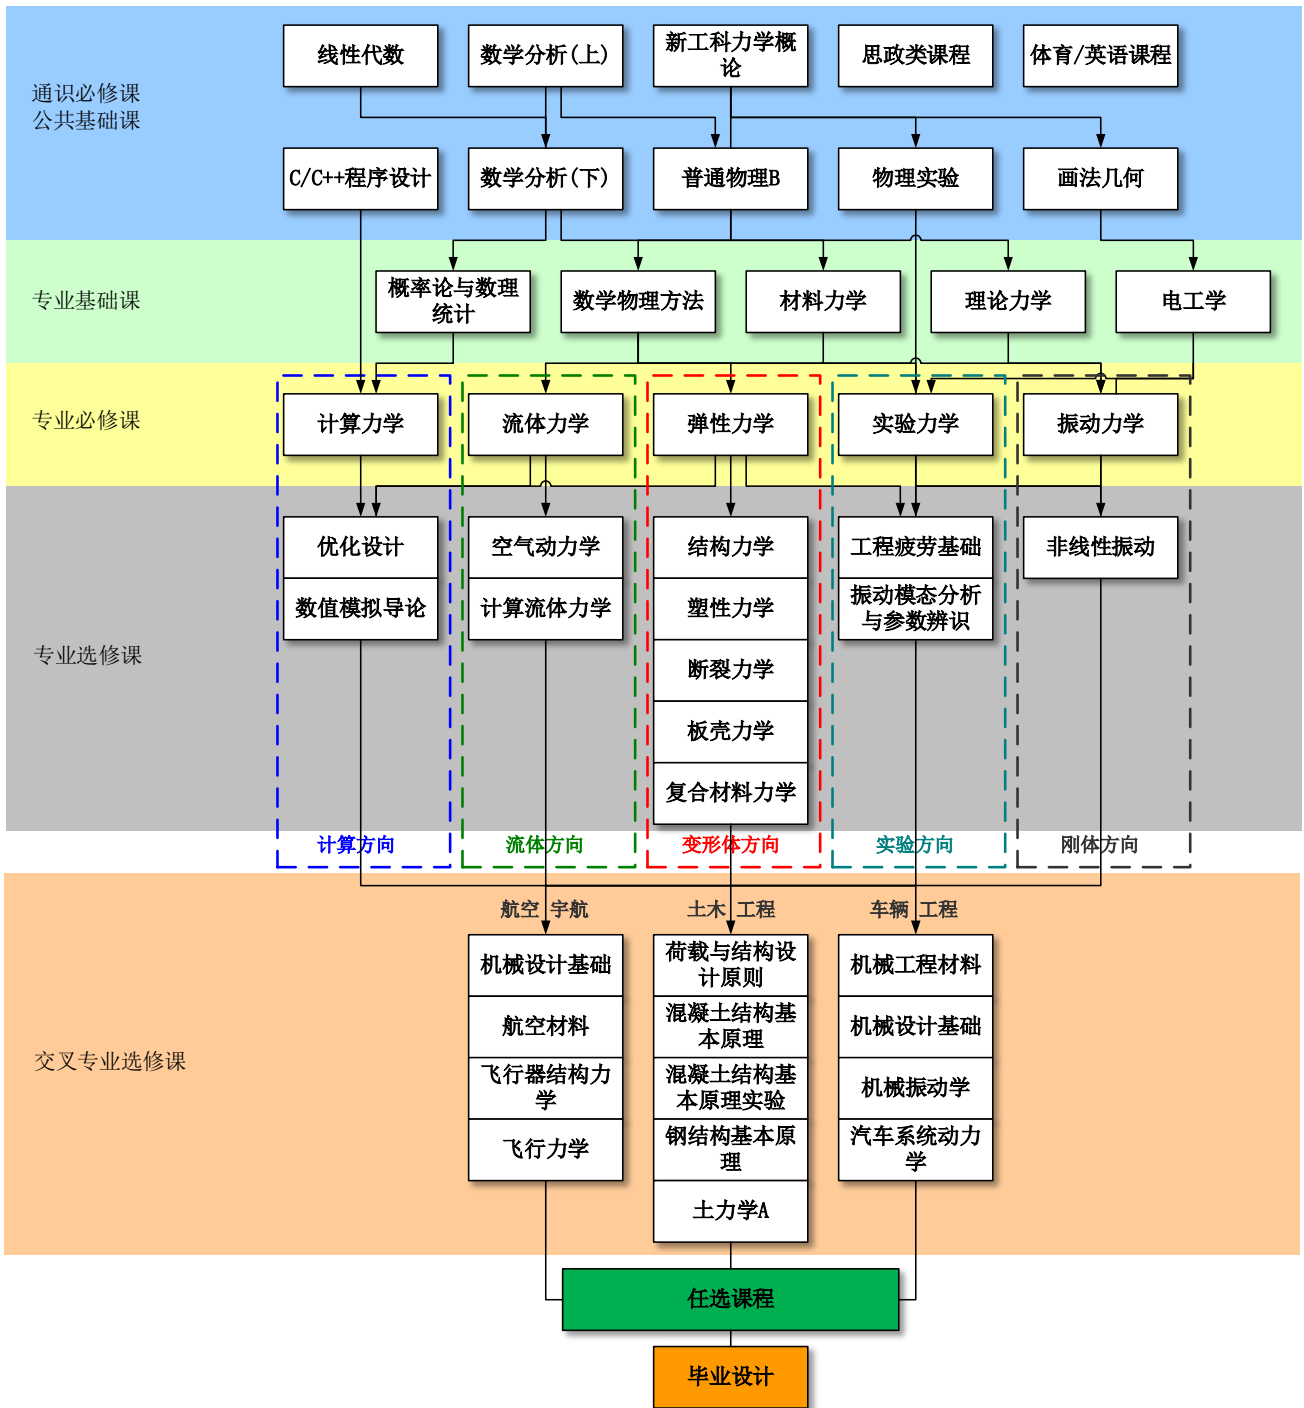 通识必修课
公共基础课
线性代数
数学分析(上)
新工科力学概
论
思政类课程
体育/英语课程
C/C++程序设计
数学分析(下)
普通物理B
物理实验
画法几何
专业基础课
概率论与数理
统计
数学物理方法
材料力学
理论力学
电工学
专业必修课
计算力学
流体力学
弹性力学
实验力学
振动力学
专业选修课
优化设计
数值模拟导论
空气动力学
计算流体力学
结构力学
塑性力学
断裂力学
板壳力学
复合材料力学
工程疲劳基础
振动模态分析
与参数辨识
非线性振动
计算方向
流体方向
变形体方向
实验方向
刚体方向
交叉专业选修课
航空 宇航
土木 工程
车辆 工程
机械设计基础
航空材料
飞行器结构力
学
飞行力学
荷载与结构设
计原则
混凝土结构基
本原理
混凝土结构基
本原理实验
钢结构基本原
理
土力学A
机械工程材料
机械设计基础
机械振动学
汽车系统动力
学
任选课程
毕业设计